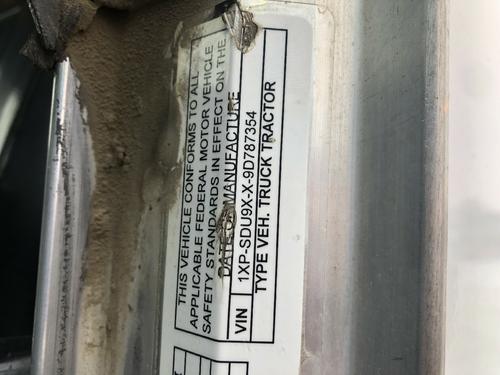 THIS VEHICLE CONFORMS TO ALL
APPLICABLE FEDERAL MOTOR VEHICLE
SAFETY STANDARDS IN EFFECT ON THE
DATE OF MANUFACTURE
VIN 1XP-SDU9X-X-9D787354
TYPE VEH. TRUCK TRACTOR